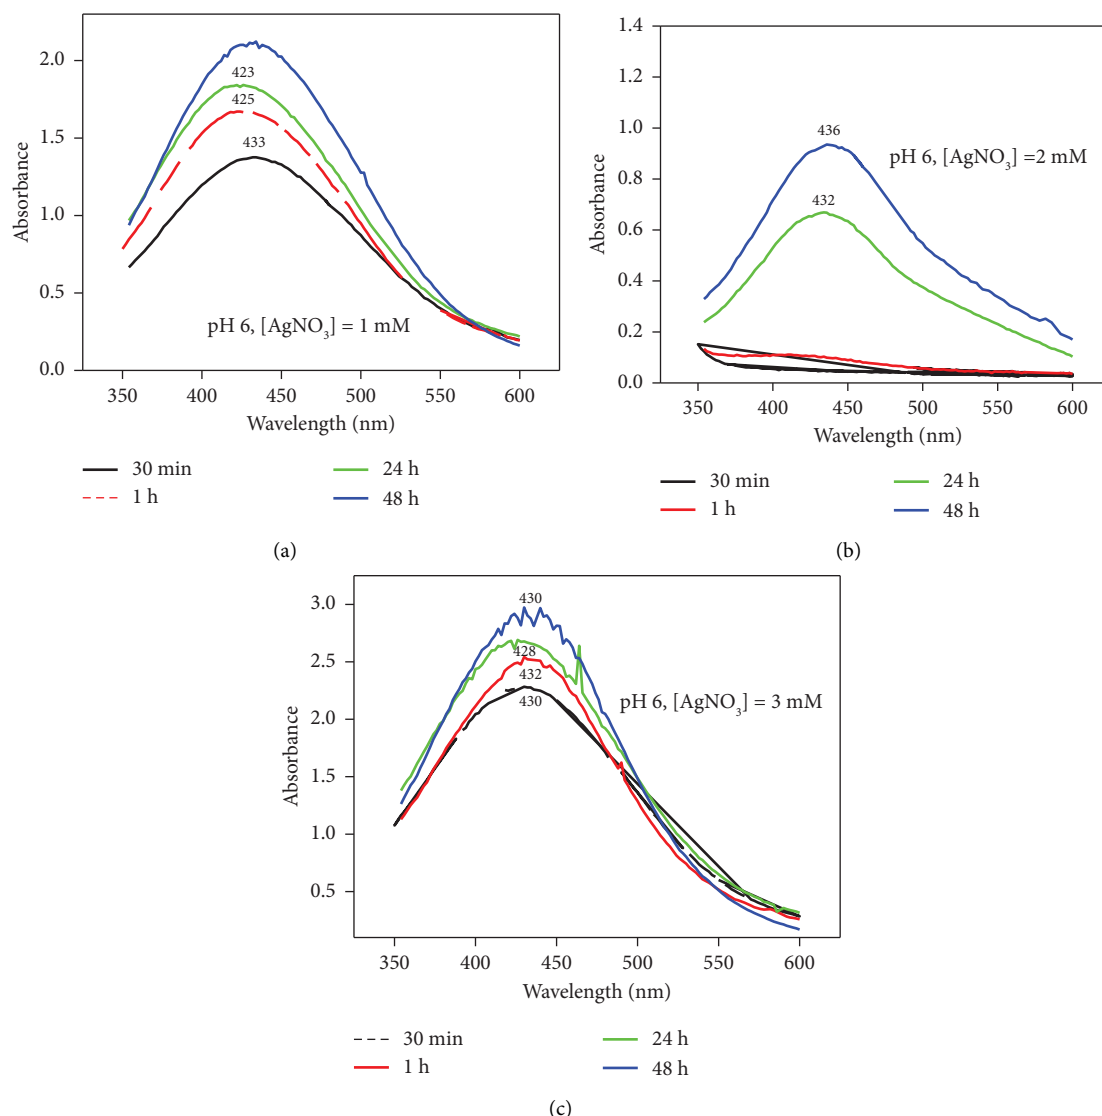 2.0
1.5
1.0
0.5
0.0
Absorbance
423
425
433
pH 6, [AgNO₃] = 1 mM
350 400 450 500 550 600
Wavelength (nm)
30 min
1 h
24 h
48 h
(a)
1.4
1.2
1.0
0.8
0.6
0.4
0.2
0.0
Absorbance
436
432
pH 6, [AgNO₃] =2 mM
350 400 450 500 550 600
Wavelength (nm)
30 min
1 h
24 h
48 h
(b)
3.0
2.5
2.0
1.5
1.0
0.5
Absorbance
430
428
432
430
pH 6, [AgNO₃] = 3 mM
350 400 450 500 550 600
Wavelength (nm)
30 min
1 h
24 h
48 h
(c)